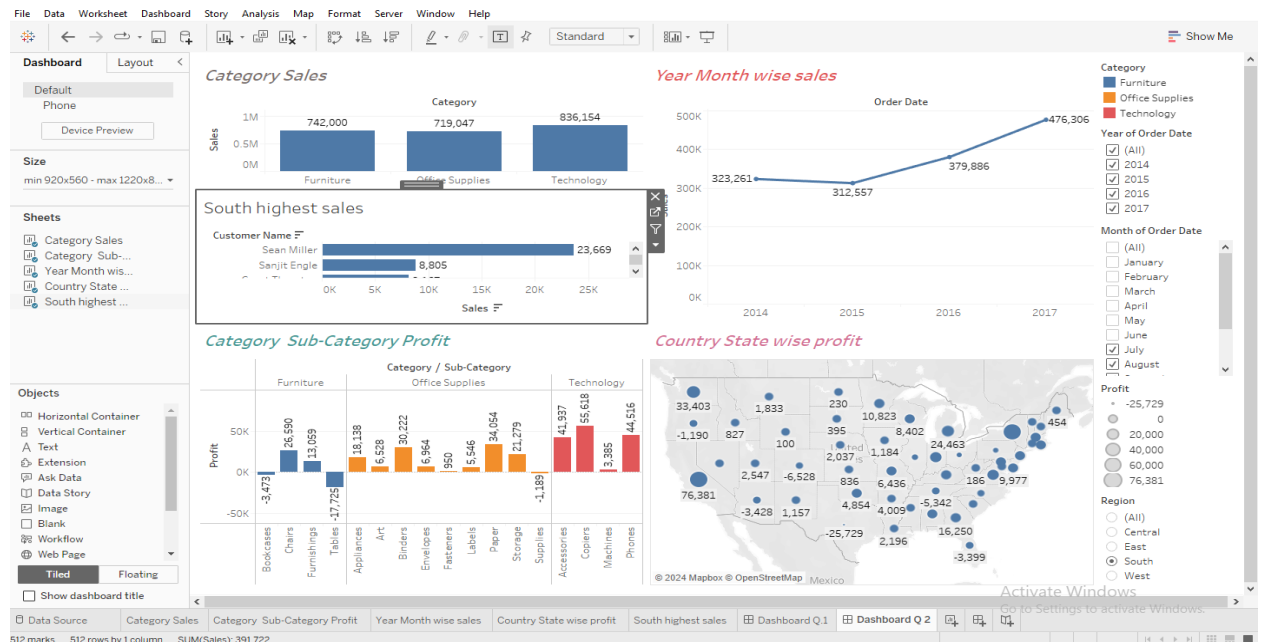 File Data Worksheet Dashboard Story Analysis Map Format Server Window Help
Standard
Show Me
Dashboard Layout
Default
Phone
Device Preview
Size
min 920x560 - max 1220x8...
Sheets
Category Sales
Category Sub-...
Year Month wis...
Country State ...
South highest ...
Objects
Horizontal Container
Vertical Container
A Text
Extension
Ask Data
Data Story
Image
Blank
Workflow
Web Page
Tiled Floating
Show dashboard title
Category Sales
Category
Sales
1M
0.5M
0M
742,000
719,047
836,154
Furniture Office Supplies Technology
South highest sales
Customer Name
Sean Miller 23,669
Sanjit Engle 8,805
0K 5K 10K 15K 20K 25K
Sales
Year Month wise sales
Order Date
Sales
500K
400K
300K
200K
100K
0K
323,261
312,557
379,886
476,306
2014 2015 2016 2017
Category Sub-Category Profit
Category / Sub-Category
Furniture Office Supplies Technology
Profit
50K
0K
-50K
-3,473
26,590
13,059
-17,725
18,138
6,528
30,222
6,964
950
5,546
34,054
21,279
-1,189
41,937
55,618
3,385
44,516
Bookcases
Chairs
Furnishings
Tables
Appliances
Art
Binders
Envelopes
Fasteners
Labels
Paper
Storage
Supplies
Accessories
Copiers
Machines
Phones
Country State wise profit
33,403
1,833
230
10,823
454
-1,190
827
100
395
8,402
24,463
United
2,037
1,184
2,547
-6,528
836
6,436
186
9,977
76,381
-3,428
1,157
4,854
4,009
-5,342
-25,729
2,196
16,250
-3,399
© 2024 Mapbox © OpenStreetMap
Mexico
Category
Furniture
Office Supplies
Technology
Year of Order Date
(All)
2014
2015
2016
2017
Month of Order Date
(All)
January
February
March
April
May
June
July
August
Profit
-25,729
0
20,000
40,000
60,000
76,381
Region
(All)
Central
East
South
West
Activate Windows
Go to Settings to activate Windows.
Data Source Category Sales Category Sub-Category Profit Year Month wise sales Country State wise profit South highest sales Dashboard Q.1 Dashboard Q 2
512 marks 512 rows by 1 column SUM(Sales): 391,722